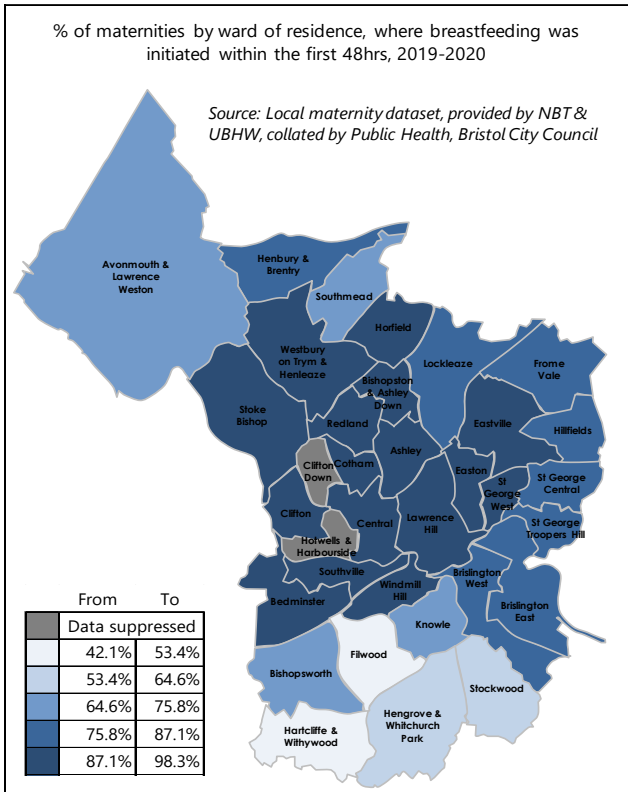 % of maternities by ward of residence, where breastfeeding was
initiated within the first 48hrs, 2019-2020
Source: Local maternity dataset, provided by NBT &
UBHW, collated by Public Health, Bristol City Council
Avonmouth &
Lawrence
Weston
Henbury &
Brentry
Southmead
Horfield
Westbury
on Trym &
Henleaze
Lockleaze
Frome
Vale
Bishopston
& Ashley
Down
Stoke
Bishop
Redland
Eastville
Hillfields
Clifton
Down
Cotham
Ashley
Easton
St George
Central
St
George
West
Clifton
Central
Lawrence
Hill
St George
Troopers Hill
Hotwells &
Harbourside
Southville
Windmill
Hill
Brislington
West
Bedminster
Brislington
East
Knowle
Filwood
Bishopsworth
Stockwood
Hengrove &
Whitchurch
Park
Hartcliffe &
Withywood
From To
Data suppressed
42.1% 53.4%
53.4% 64.6%
64.6% 75.8%
75.8% 87.1%
87.1% 98.3%